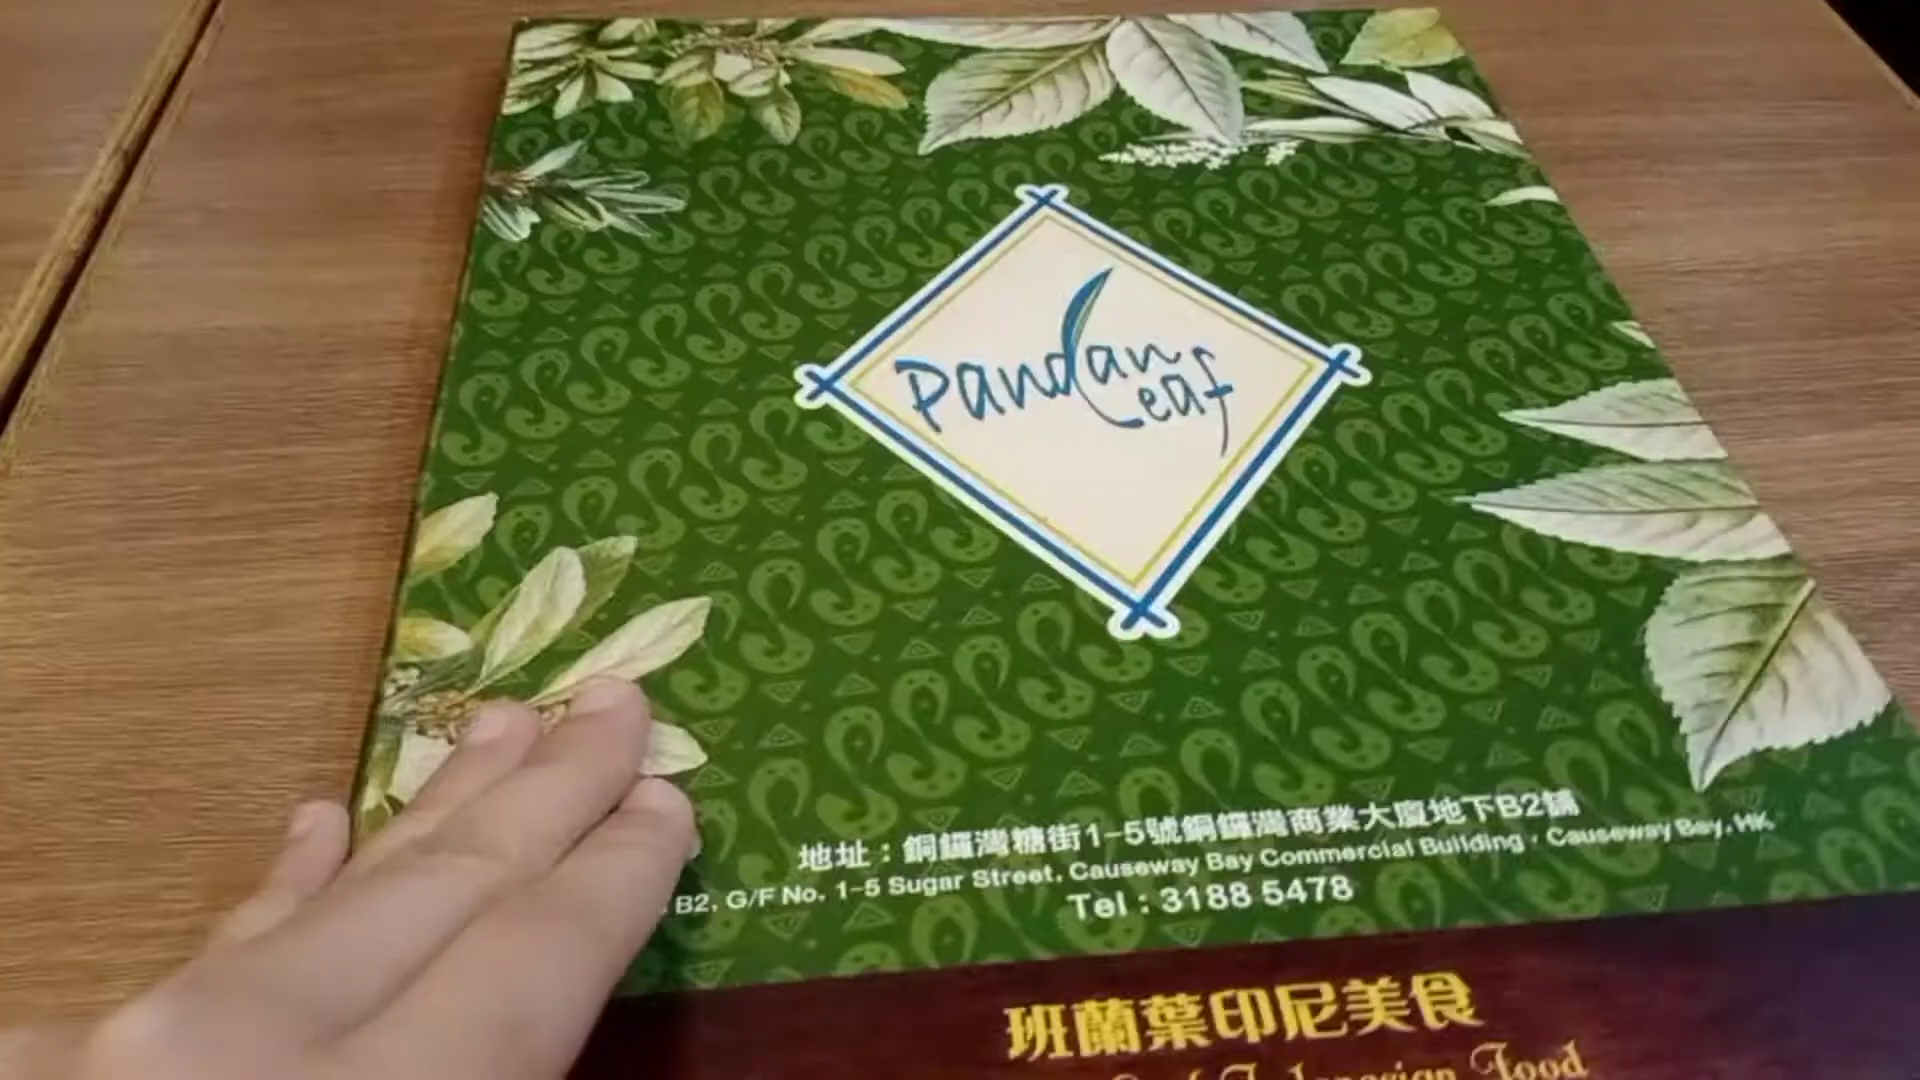 Pandan
Leaf
地址：銅鑼灣糖街1-5號銅鑼灣商業大廈地下B2舖
B2, G/F No. 1-5 Sugar Street, Causeway Bay Commercial Building, Causeway Bay, HK.
Tel : 3188 5478
班蘭葉印尼美食
Indonesian Food